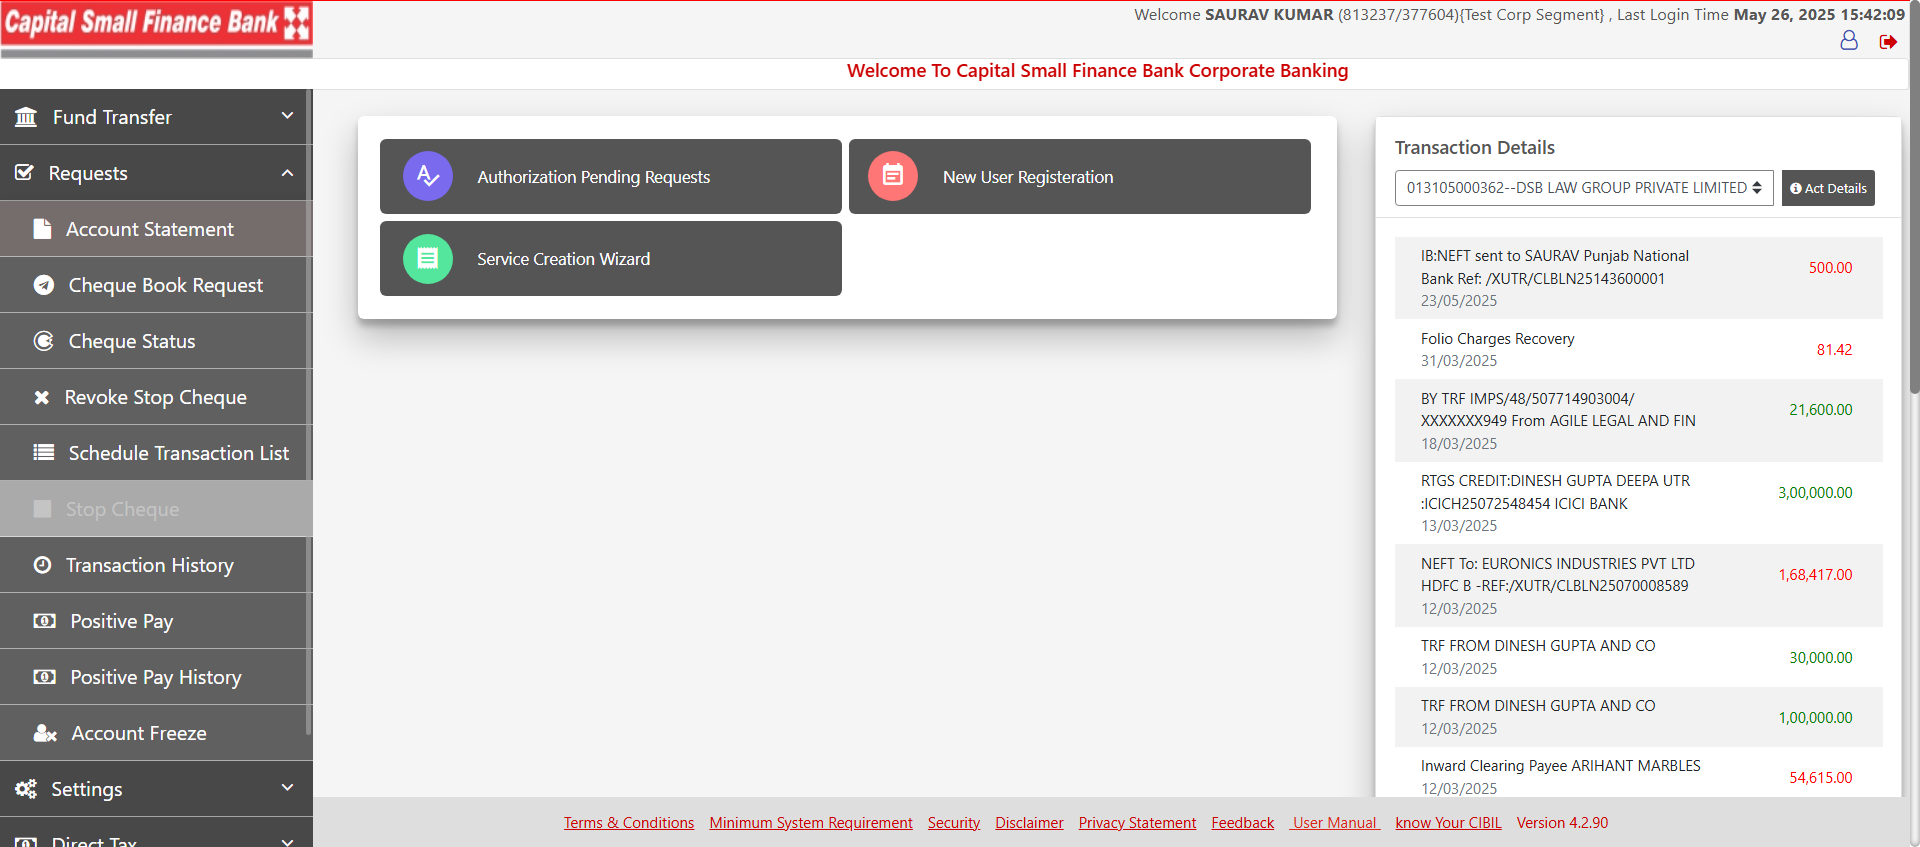 Capital Small Finance Bank
Welcome SAURAV KUMAR (813237/377604){Test Corp Segment} , Last Login Time May 26, 2025 15:42:09
Welcome To Capital Small Finance Bank Corporate Banking
Fund Transfer
Requests
Account Statement
Cheque Book Request
Cheque Status
Revoke Stop Cheque
Schedule Transaction List
Stop Cheque
Transaction History
Positive Pay
Positive Pay History
Account Freeze
Settings
Direct Tax
Authorization Pending Requests
New User Registeration
Service Creation Wizard
Transaction Details
013105000362--DSB LAW GROUP PRIVATE LIMITED
Act Details
IB:NEFT sent to SAURAV Punjab National
Bank Ref: /XUTR/CLBLN25143600001
23/05/2025
500.00
Folio Charges Recovery
31/03/2025
81.42
BY TRF IMPS/48/507714903004/
XXXXXXX949 From AGILE LEGAL AND FIN
18/03/2025
21,600.00
RTGS CREDIT:DINESH GUPTA DEEPA UTR
:ICICH25072548454 ICICI BANK
13/03/2025
3,00,000.00
NEFT To: EURONICS INDUSTRIES PVT LTD
HDFC B -REF:/XUTR/CLBLN25070008589
12/03/2025
1,68,417.00
TRF FROM DINESH GUPTA AND CO
12/03/2025
30,000.00
TRF FROM DINESH GUPTA AND CO
12/03/2025
1,00,000.00
Inward Clearing Payee ARIHANT MARBLES
12/03/2025
54,615.00
Terms & Conditions Minimum System Requirement Security Disclaimer Privacy Statement Feedback User Manual know Your CIBIL Version 4.2.90